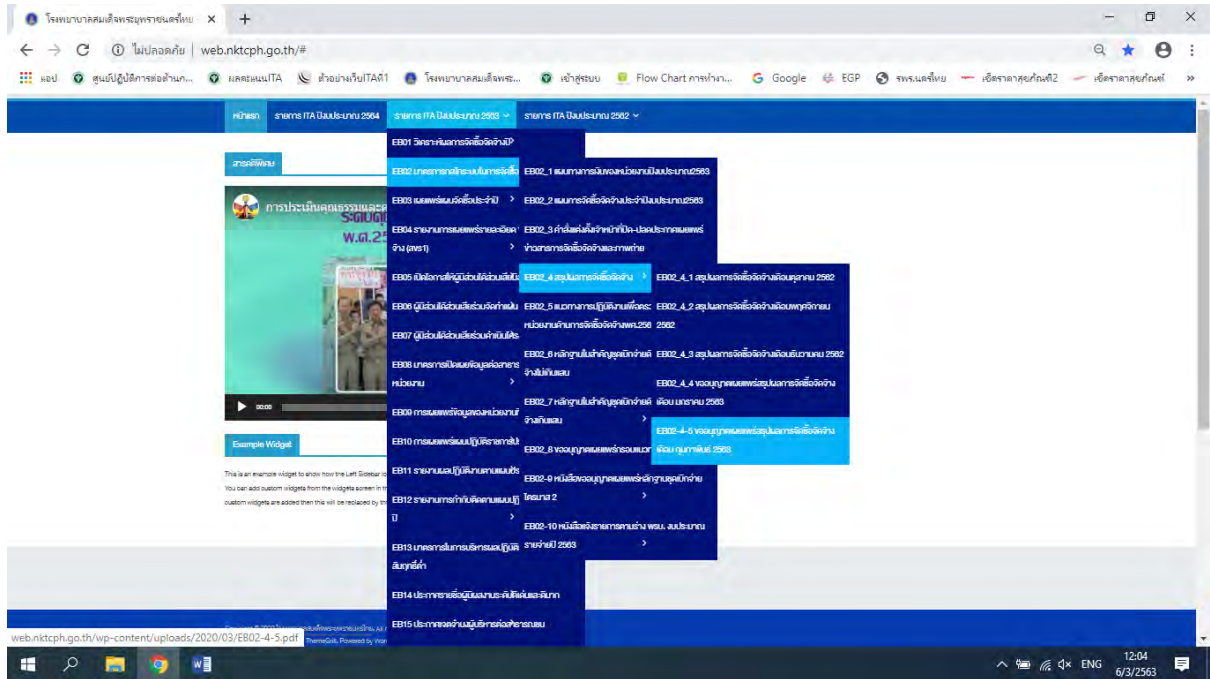 โรงพยาบาลสมเด็จพระยุพราชนครไทย
ไม่ปลอดภัย | web.nktcph.go.th/#
แอป ศูนย์ปฏิบัติการต่อต้านก... ผลคะแนนITA ตัวอย่างเว็บITAดีๆ โรงพยาบาลสมเด็จพระ... เข้าสู่ระบบ Flow Chart การทำงา... Google EGP สพร.นครไทย เช็คราคาสุยก์ณฑ์2 »
หน้าแรก รายการ ITA ปีงบประมาณ 2564 รายการ ITA ปีงบประมาณ 2563 รายการ ITA ปีงบประมาณ 2562
สารคดีพิเศษ
การประเมินคุณธรรมและค
พ.ศ.25
00:00
Example Widget
This is an example widget to show how the Left Sidebar lo
You can add custom widgets from the widgets screen in th
custom widgets are added then this will be replaced by th
EB01 วิเคราะห์ผลการจัดซื้อจัดจ้างปี
EB02 มาตรการกลไกระบบในการจัดซื้อ
EB03 เผยแพร่แผนจัดซื้อประจำปี
EB04 รายงานการเผยแพร่รายละเอียด
จ้าง (สขร1)
EB05 เปิดโอกาสให้ผู้มีส่วนได้ส่วนเสียมี
EB06 ผู้มีส่วนได้ส่วนเสียร่วมจัดทำแผน
EB07 ผู้มีส่วนได้ส่วนเสียร่วมดำเนินโคร
EB08 มาตรการเปิดเผยข้อมูลต่อสาธาร
หน่วยงาน
EB09 การเผยแพร่ข้อมูลของหน่วยงานที่
EB10 การเผยแพร่แผนปฏิบัติราชการ
EB11 รายงานผลปฏิบัติงานตามแผน
EB12 รายงานการกำกับติดตามแผนปฏิ
ปี
EB13 มาตรการในการบริหารผลปฏิบัติ
สัมฤทธิ์ต่ำ
EB14 ประกาศรายชื่อผู้มีผลงานระดับดีเด่นและดีมาก
EB15 ประกาศเจตจำนงผู้บริหารต่อสาธารณชน
EB02_1 แผนทางการเงินของหน่วยงานปีงบประมาณ2563
EB02_2 แผนการจัดซื้อจัดจ้างประจำปีงบประมาณ2563
EB02_3 คำสั่งแต่งตั้งเจ้าหน้าที่ปิด-ปลดประกาศเผยแพร่
ข่าวสารการจัดซื้อจัดจ้างและภาพถ่าย
EB02_4 สรุปผลการจัดซื้อจัดจ้าง
EB02_5 แนวทางการปฏิบัติงานเพื่อตร
หน่วยงานด้านการจัดซื้อจัดจ้างพศ.256
EB02_6 หลักฐานใบสำคัญชุดเบิกจ่ายค่
จ้างไม่เกินแสน
EB02_7 หลักฐานใบสำคัญชุดเบิกจ่ายค่
จ้างเกินแสน
EB02_8 ขออนุญาตเผยแพร่กรอบแนวท
EB02-9 หนังสือขออนุญาตเผยแพร่หลักฐานชุดเบิกจ่าย
ไตรมาส 2
EB02-10 หนังสือแจ้งรายการตามร่าง พรบ. งบประมาณ
รายจ่ายปี 2563
EB02_4_1 สรุปผลการจัดซื้อจัดจ้างเดือนตุลาคม 2562
EB02_4_2 สรุปผลการจัดซื้อจัดจ้างเดือนพฤศจิกายน
2562
EB02_4_3 สรุปผลการจัดซื้อจัดจ้างเดือนธันวาคม 2562
EB02_4_4 ขออนุญาตเผยแพร่สรุปผลการจัดซื้อจัดจ้าง
เดือน มกราคม 2563
EB02-4-5 ขออนุญาตเผยแพร่สรุปผลการจัดซื้อจัดจ้าง
เดือน กุมภาพันธ์ 2563
web.nktcph.go.th/wp-content/uploads/2020/03/EB02-4-5.pdf
ENG
12:04
6/3/2563